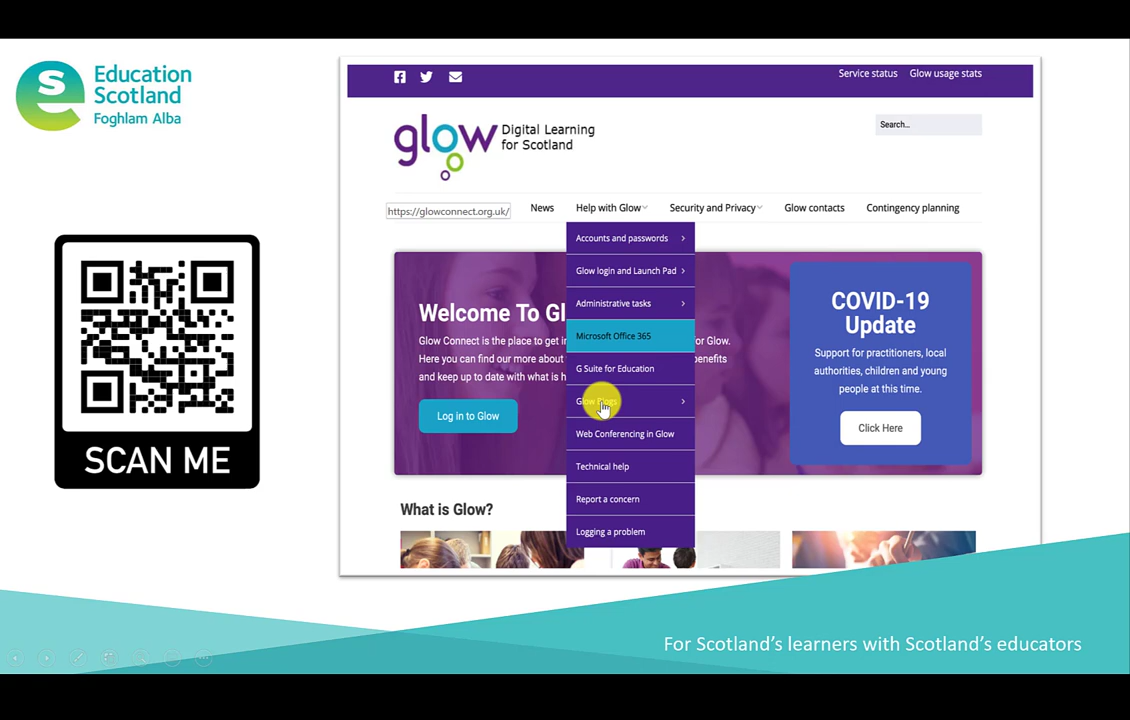 Education
Scotland
Foghlam Alba
SCAN ME
Service status Glow usage stats
glow Digital Learning
for Scotland
Search...
https://glowconnect.org.uk/ News Help with Glow Security and Privacy Glow contacts Contingency planning
Accounts and passwords
Glow login and Launch Pad
Administrative tasks
Microsoft Office 365
G Suite for Education
Glow Blogs
Web Conferencing in Glow
Technical help
Report a concern
Logging a problem
Welcome To Gl
Glow Connect is the place to get in or Glow.
Here you can find our more about enefits
and keep up to date with what is h
Log in to Glow
COVID-19
Update
Support for practitioners, local
authorities, children and young
people at this time.
Click Here
What is Glow?
For Scotland's learners with Scotland's educators